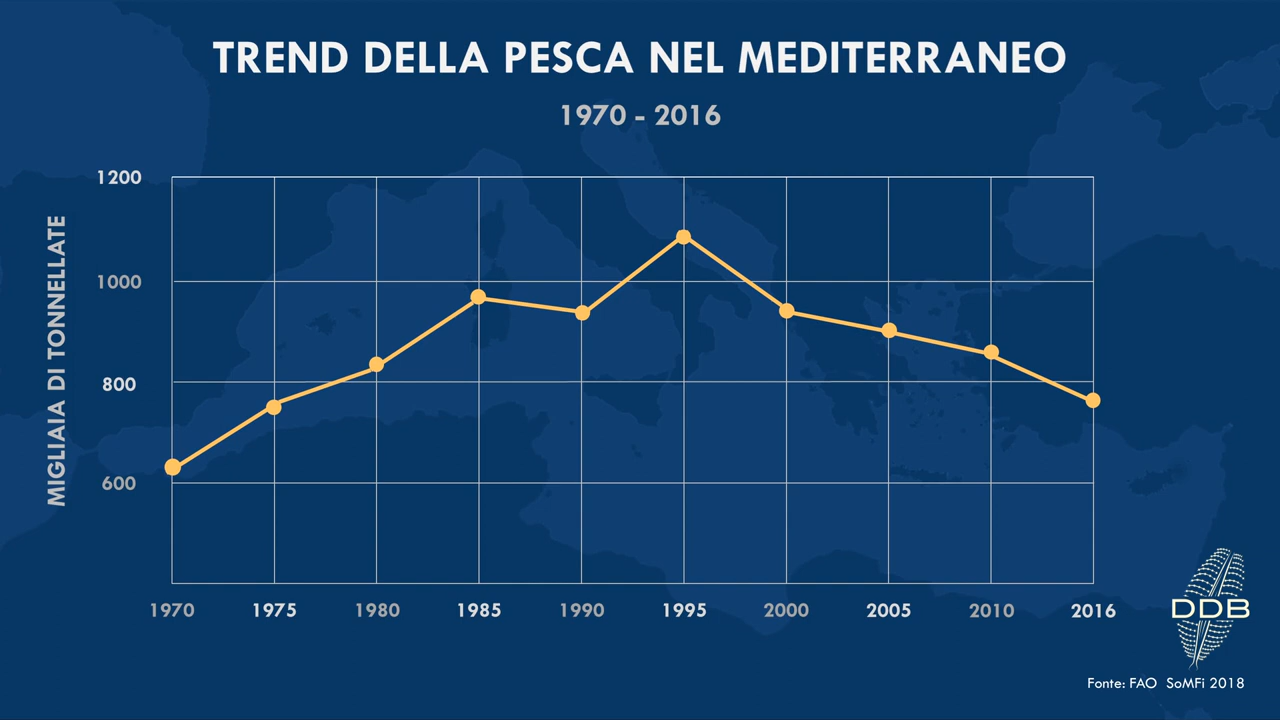 TREND DELLA PESCA NEL MEDITERRANEO
1970 - 2016
MIGLIAIA DI TONNELLATE
1200
1000
800
600
1970 1975 1980 1985 1990 1995 2000 2005 2010 2016
DDB
Fonte: FAO SoMFi 2018